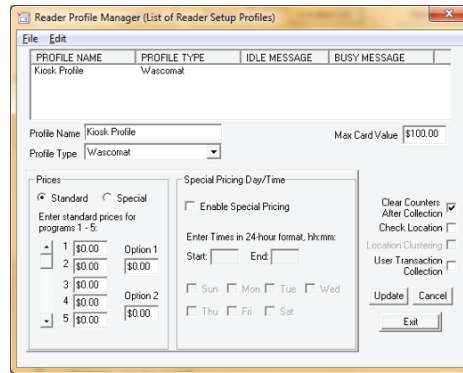 Reader Profile Manager (List of Reader Setup Profiles)
File Edit
PROFILE NAME PROFILE TYPE IDLE MESSAGE BUSY MESSAGE
Kiosk Profile Wascomat
Profile Name Kiosk Profile Max Card Value $100.00
Profile Type Wascomat
Prices
Standard Special
Enter standard prices for
programs 1 - 5:
1 $0.00 Option 1
2 $0.00 $0.00
3 $0.00
4 $0.00 Option 2
5 $0.00 $0.00
Special Pricing Day/Time
Enable Special Pricing
Enter Times in 24-hour format, hh:mm:
Start: End:
Sun Mon Tue Wed
Thu Fri Sat
Clear Counters
After Collection
Check Location
Location Clustering
User Transaction
Collection
Update Cancel
Exit